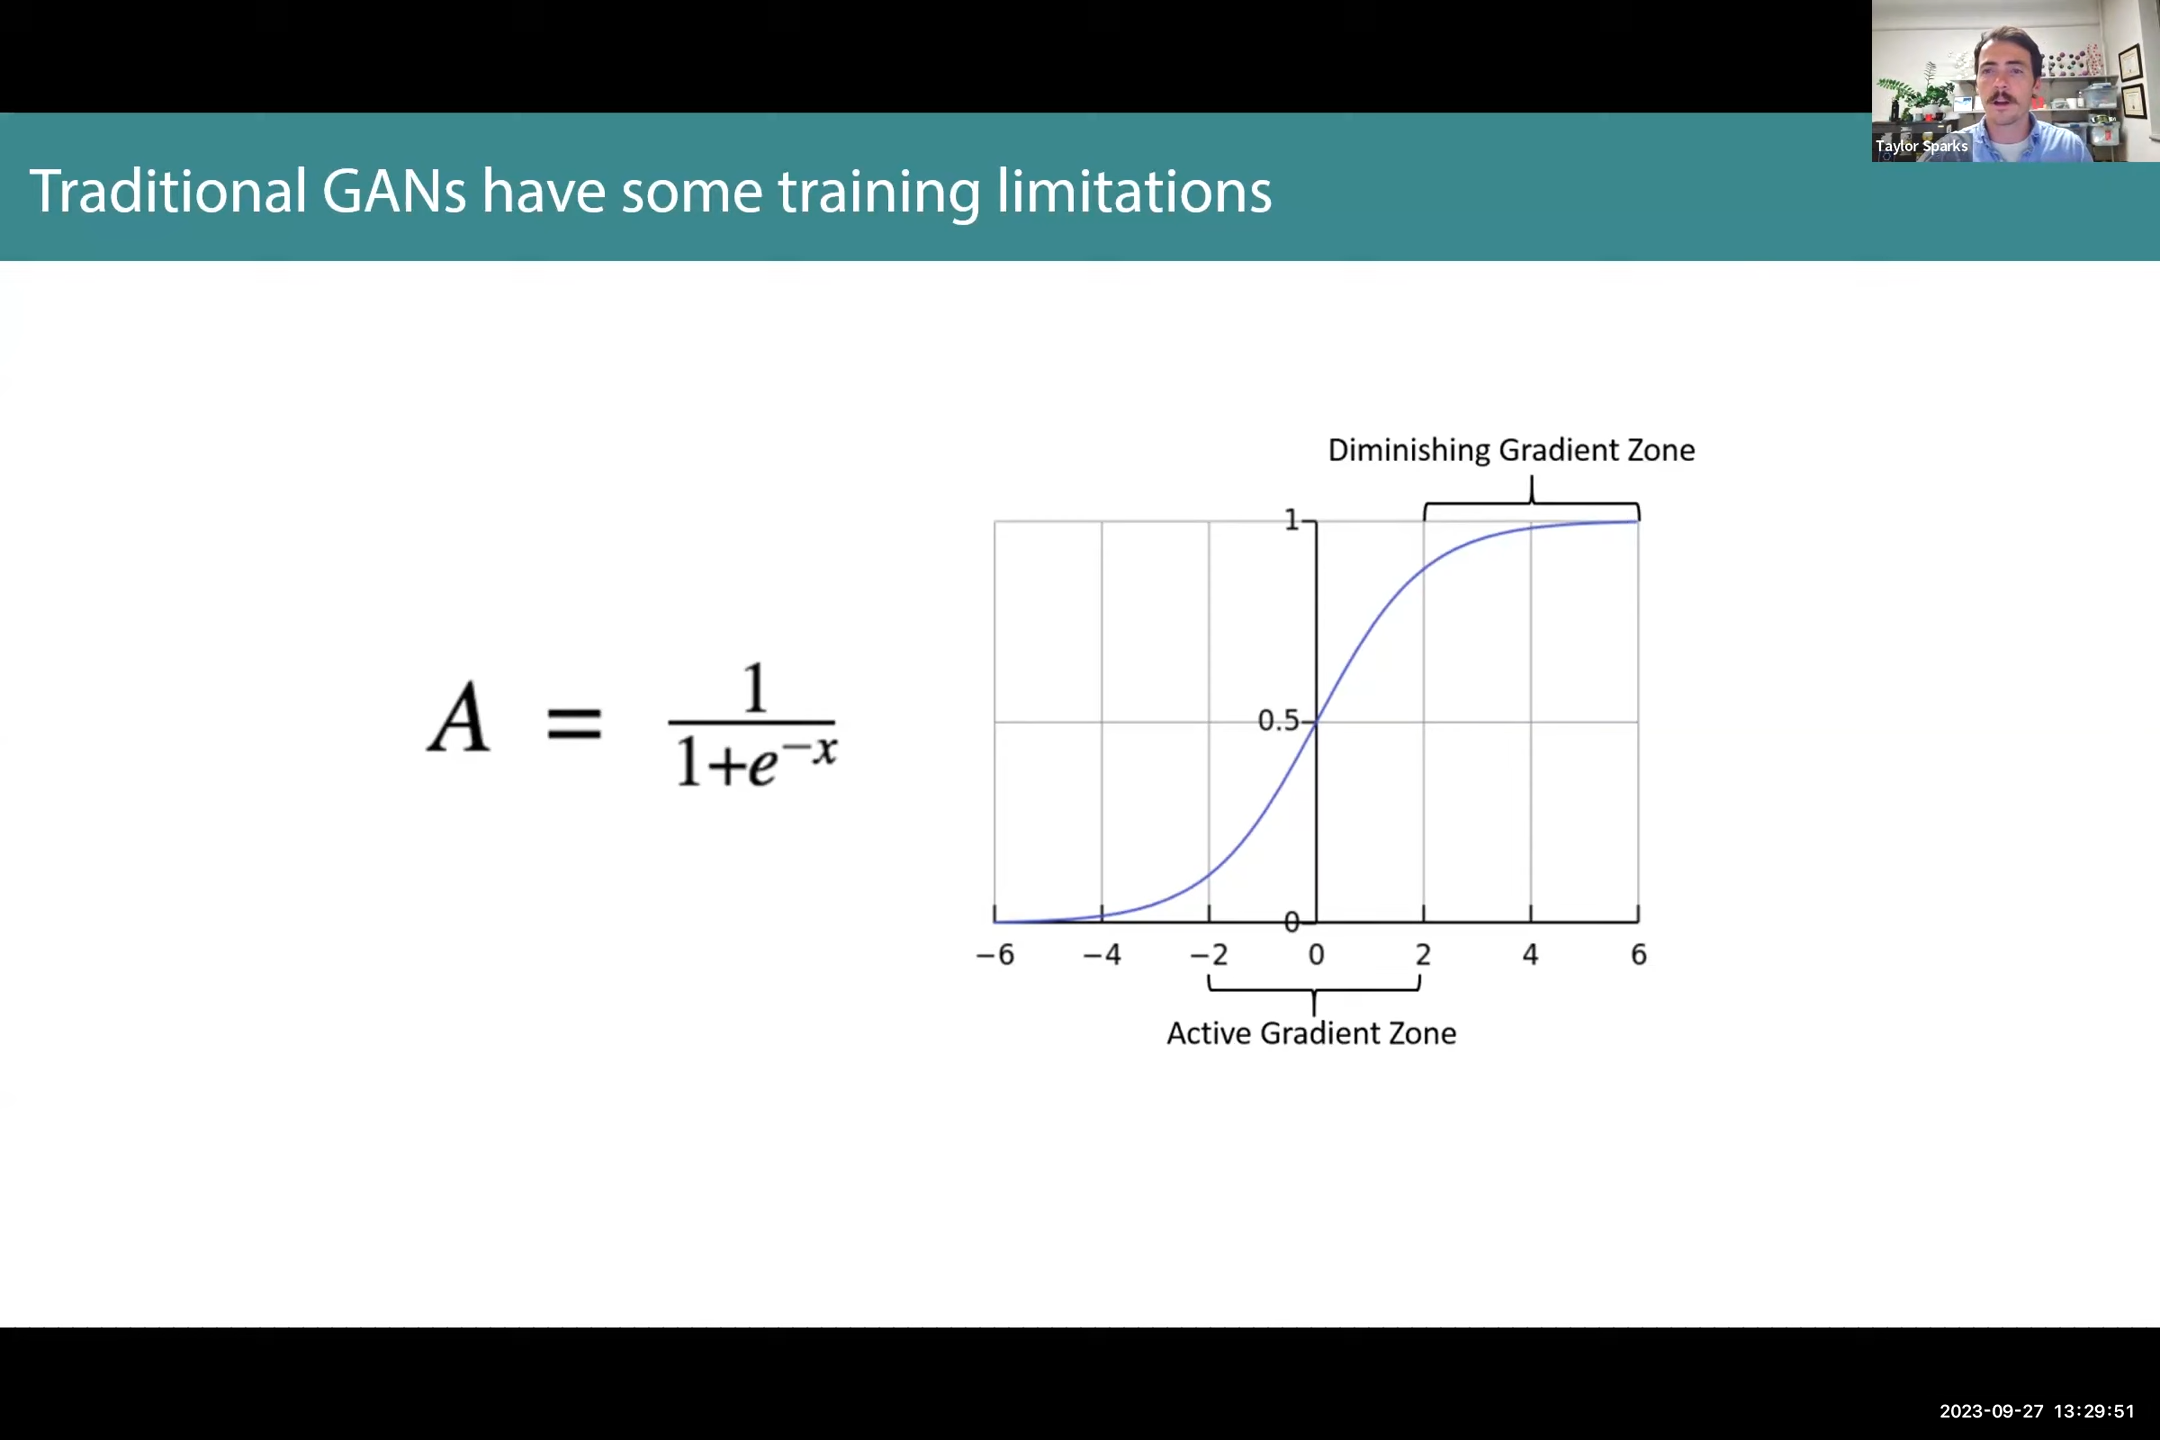 Taylor Sparks
Traditional GANs have some training limitations
Diminishing Gradient Zone
A = 1/1+e^−x
1
0.5
0
−6 −4 −2 0 2 4 6
Active Gradient Zone
2023-09-27 13:29:51